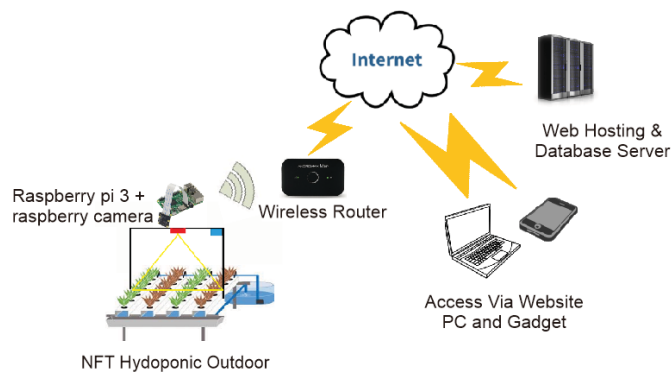 Internet
Web Hosting &
Database Server
Raspberry pi 3 +
raspberry camera
Wireless Router
Access Via Website
PC and Gadget
NFT Hydoponic Outdoor